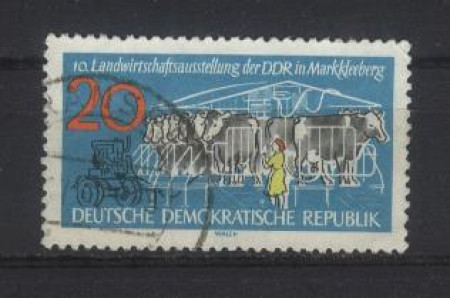 10. Landwirtschaftsausstellung der DDR in Markkleeberg
20
DEUTSCHE DEMOKRATISCHE REPUBLIK